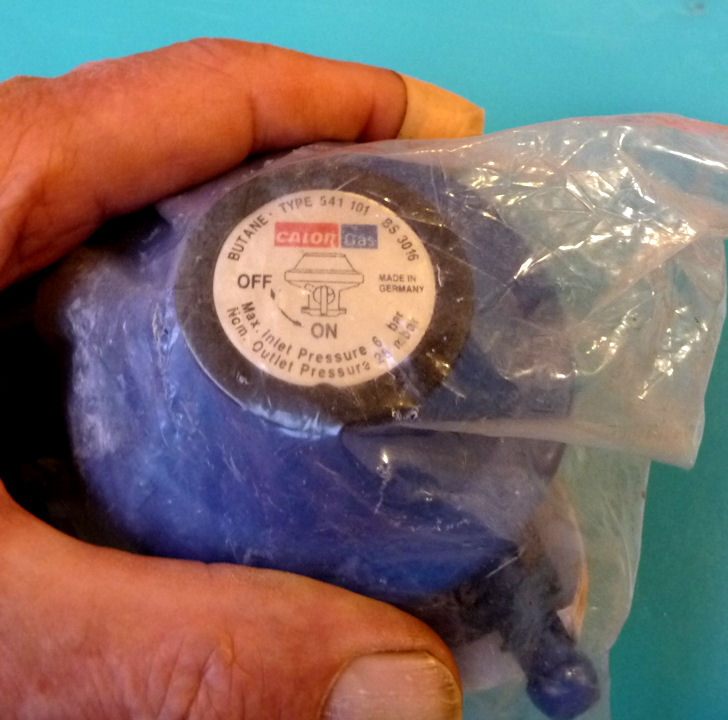 BUTANE · TYPE 541 101 BS 3016
CALOR Gas
OFF
MADE IN
GERMANY
ON
Max. Inlet Pressure 6 bar
Nom. Outlet Pressure